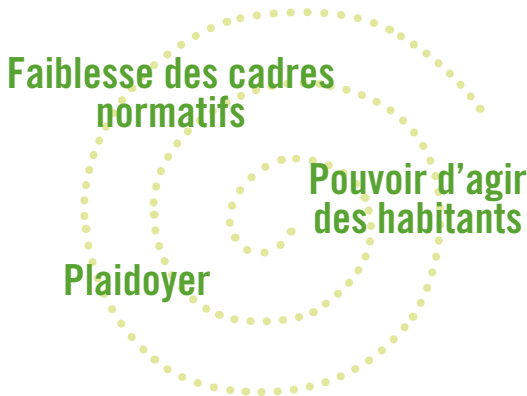 Faiblesse des cadres
normatifs
Pouvoir d’agir
des habitants
Plaidoyer